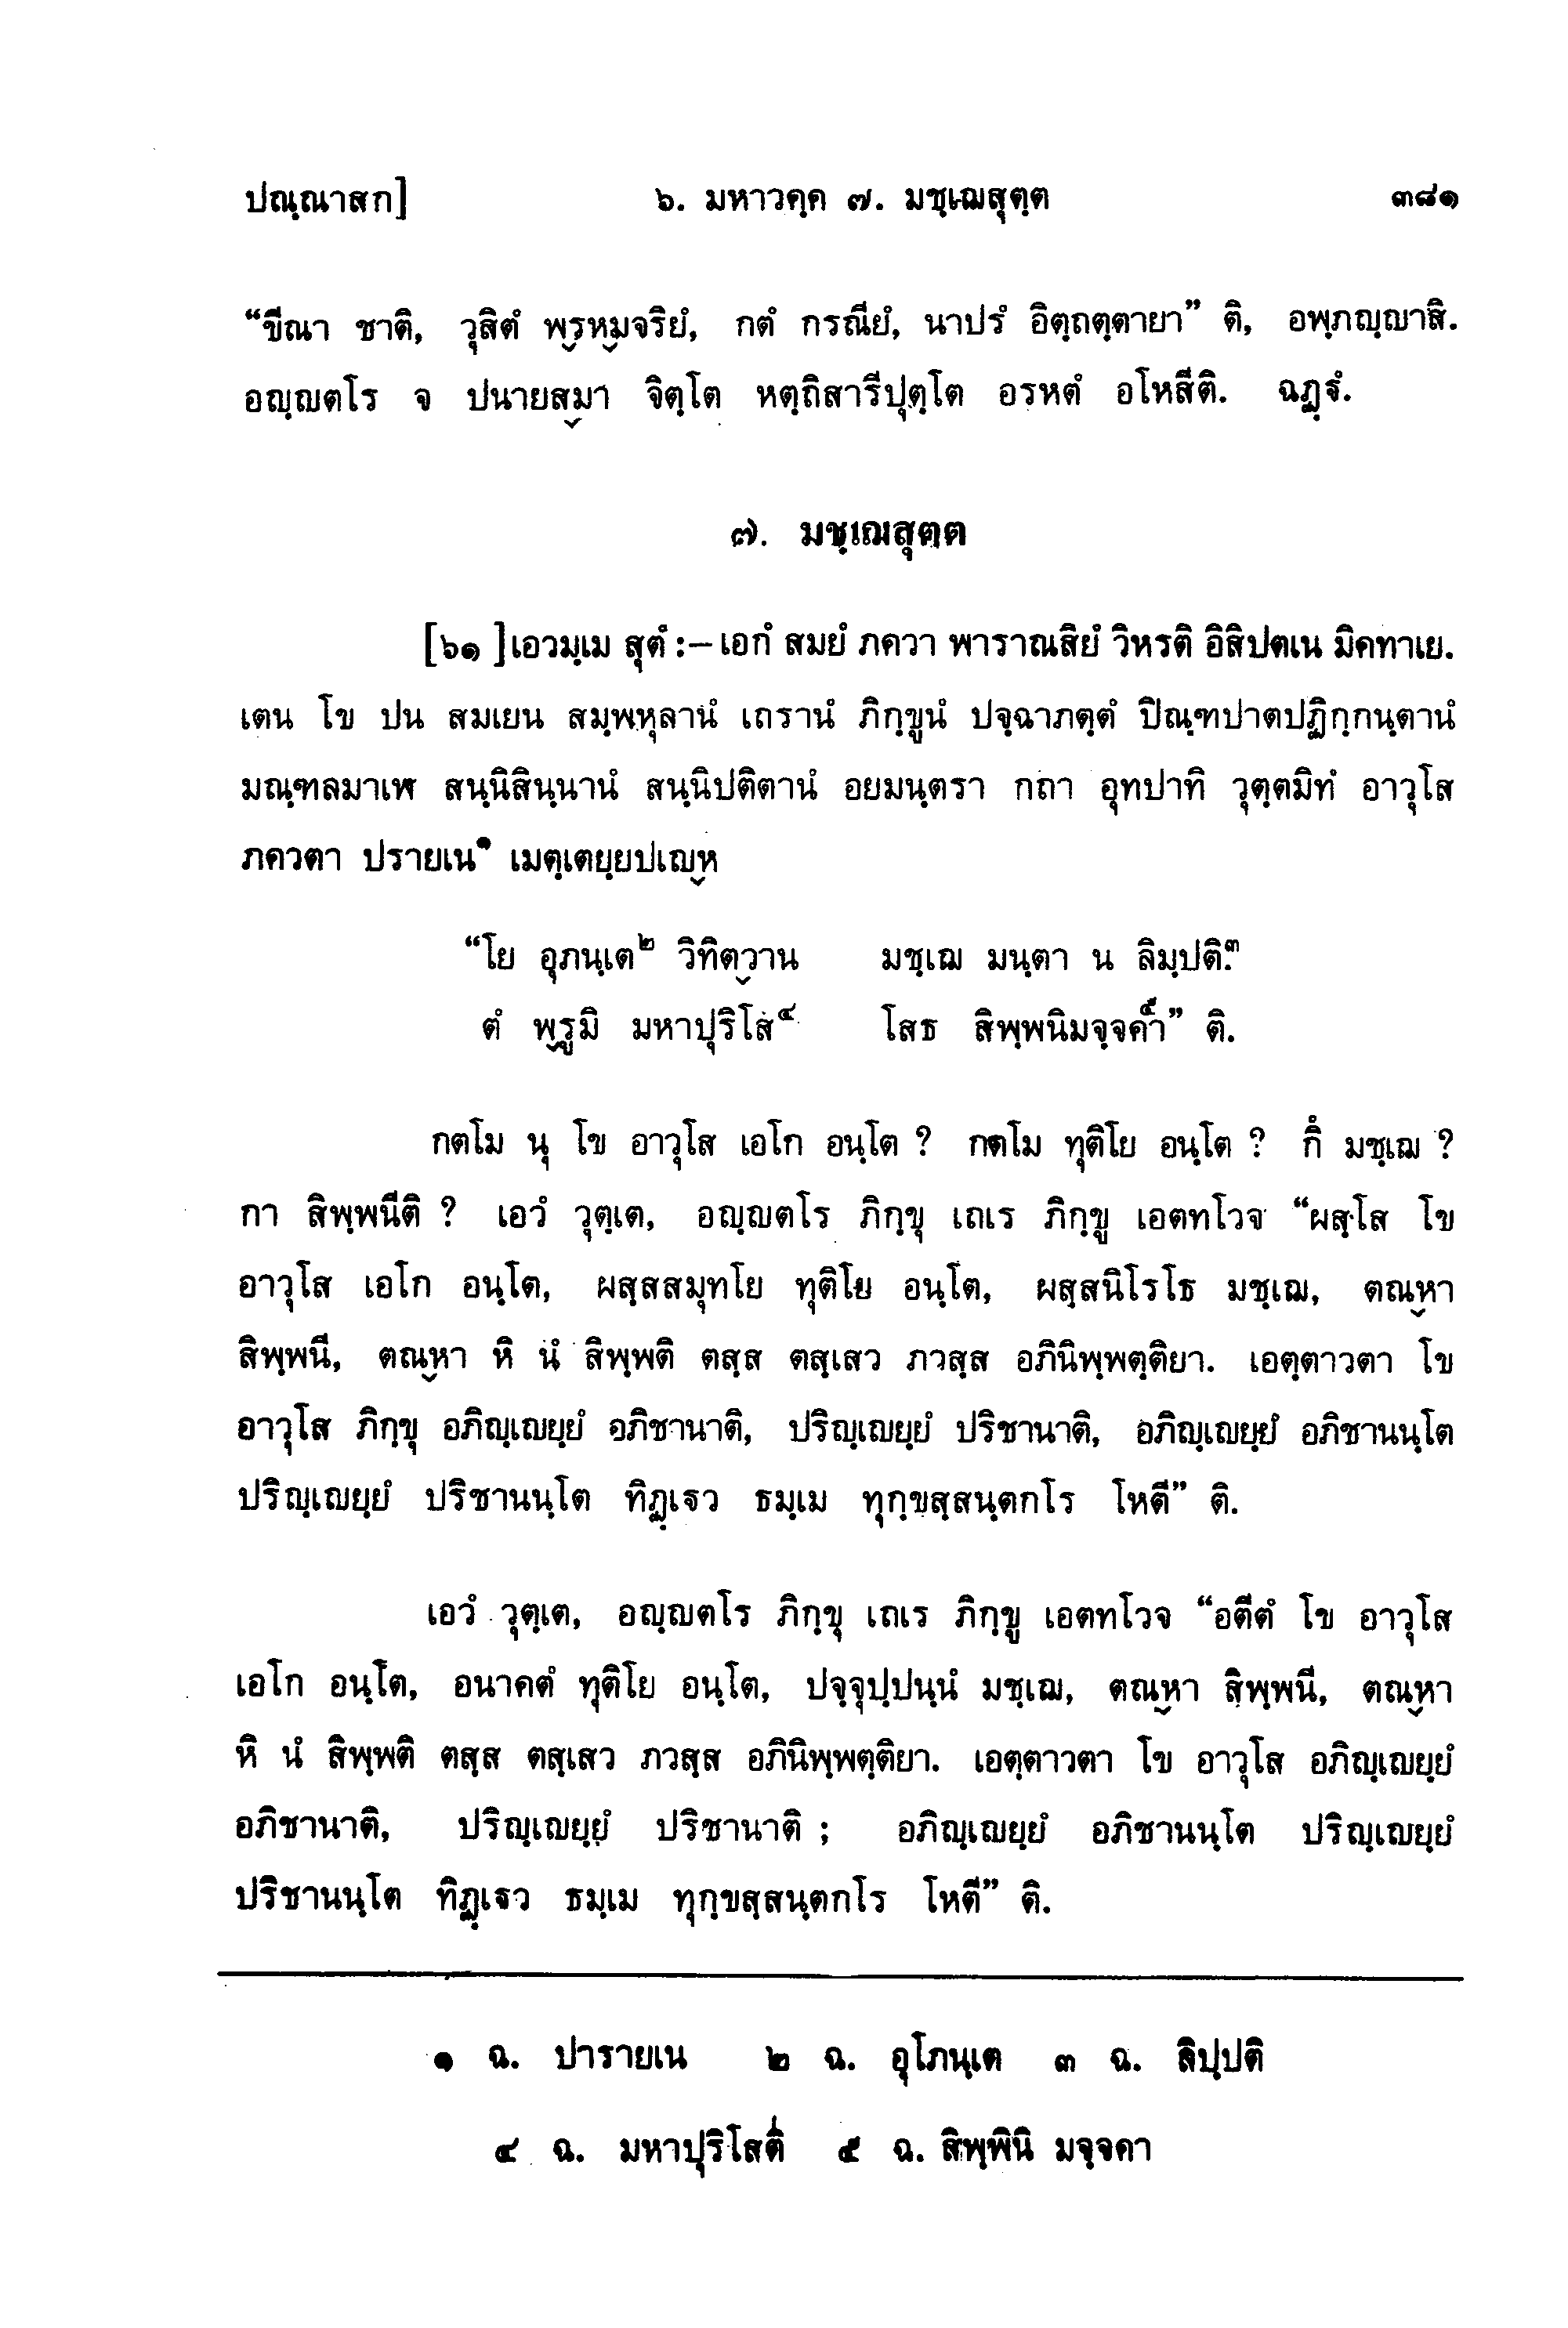 ปณฺณาสก] ๖. มหาวคฺค ๗. มชฺเฌสุตฺต ๓๘๑
“ขีณา ชาติ, วุสิตํ พฺรหฺมจริยํ, กตํ กรณียํ, นาปรํ อิตฺถตฺตายา” ติ, อพฺภญฺญาสิ.
อญฺญตโร จ ปนายสฺมา จิตฺโต หตฺถิสารีปุตฺโต อรหตํ อโหสีติ. ฉฏฺฐํ.
๗. มชฺเฌสุตฺต
[๖๑] เอวมฺเม สุตํ :– เอกํ สมยํ ภควา พาราณสิยํ วิหรติ อิสิปตเน มิคทาเย.
เตน โข ปน สมเยน สมฺพหุลานํ เถรานํ ภิกฺขูนํ ปจฺฉาภตฺตํ ปิณฺฑปาตปฏิกฺกนฺตานํ
มณฺฑลมาเฬ สนฺนิสินฺนานํ สนฺนิปติตานํ อยมนฺตรา กถา อุทปาทิ วุตฺตมิทํ อาวุโส
ภควตา ปรายเน๑ เมตฺเตยฺยปเญฺห
“โย อุภนฺเต๒ วิทิตฺวาน มชฺเฌ มนฺตา น ลิมฺปติ:๓
ตํ พฺรูมิ มหาปุริโส๔ โสธ สิพฺพนิมจฺจคา๕” ติ.
กตโม นุ โข อาวุโส เอโก อนฺโต ? กตโม ทุติโย อนฺโต ? กึ มชฺเฌ ?
กา สิพฺพนีติ ? เอวํ วุตฺเต, อญฺญตโร ภิกฺขุ เถเร ภิกฺขู เอตทโวจ “ผสฺโส โข
อาวุโส เอโก อนฺโต, ผสฺสสมุทโย ทุติโย อนฺโต, ผสฺสนิโรโธ มชฺเฌ, ตณฺหา
สิพฺพนี, ตณฺหา หิ นํ สิพฺพติ ตสฺส ตสฺเสว ภวสฺส อภินิพฺพตฺติยา. เอตฺตาวตา โข
อาวุโส ภิกฺขุ อภิญฺเญยฺยํ อภิชานาติ, ปริญฺเญยฺยํ ปริชานาติ, อภิญฺเญยฺยํ อภิชานนฺโต
ปริญฺเญยฺยํ ปริชานนฺโต ทิฏฺเฐว ธมฺเม ทุกฺขสฺสนฺตกโร โหตี” ติ.
เอวํ วุตฺเต, อญฺญตโร ภิกฺขุ เถเร ภิกฺขู เอตทโวจ “อตีตํ โข อาวุโส
เอโก อนฺโต, อนาคตํ ทุติโย อนฺโต, ปจฺจุปฺปนฺนํ มชฺเฌ, ตณฺหา สิพฺพนี, ตณฺหา
หิ นํ สิพฺพติ ตสฺส ตสฺเสว ภวสฺส อภินิพฺพตฺติยา. เอตฺตาวตา โข อาวุโส อภิญฺเญยฺยํ
อภิชานาติ, ปริญฺเญยฺยํ ปริชานาติ ; อภิญฺเญยฺยํ อภิชานนฺโต ปริญฺเญยฺยํ
ปริชานนฺโต ทิฏฺเฐว ธมฺเม ทุกฺขสฺสนฺตกโร โหตี” ติ.
๑ ฉ. ปารายเน ๒ ฉ. อุโภนฺเต ๓ ฉ. ลิปฺปติ
๔ ฉ. มหาปุริโสติ ๕ ฉ. สิพฺพินิ มจฺจคา